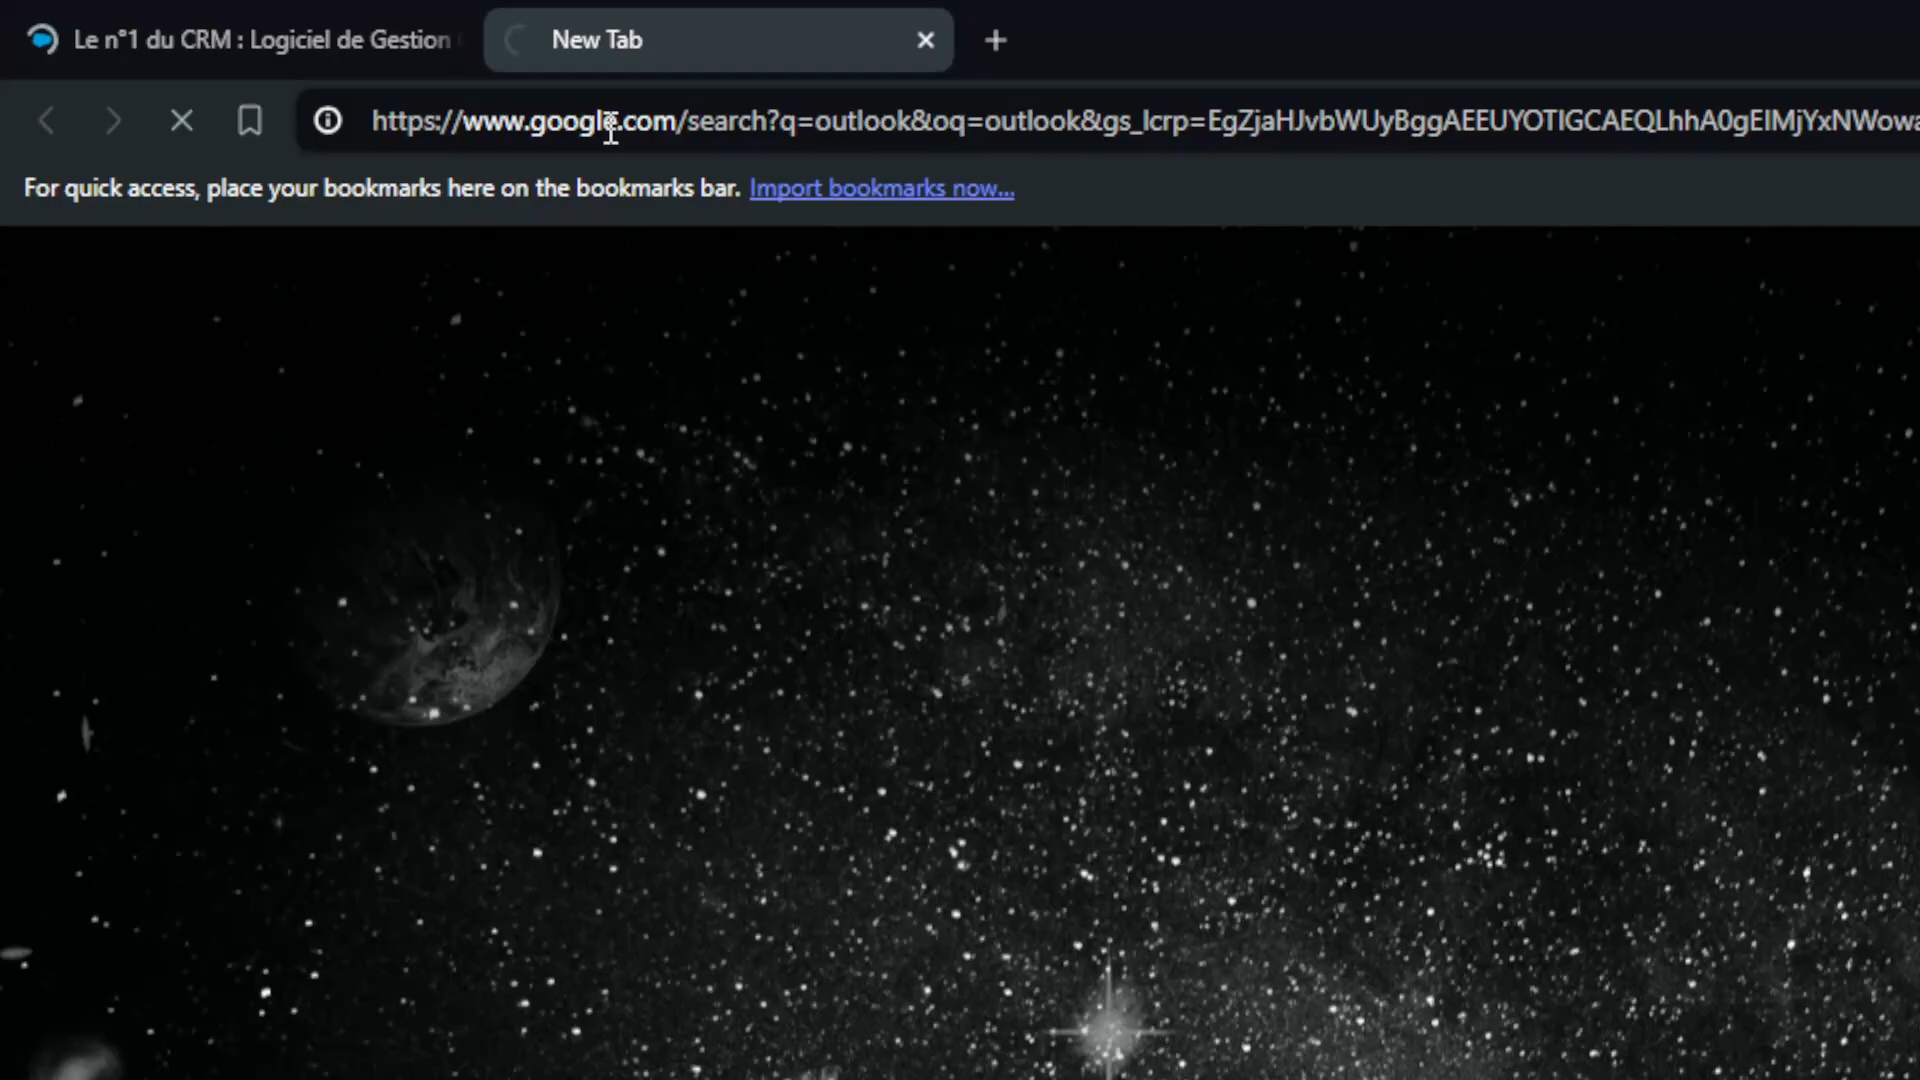 Le n°1 du CRM : Logiciel de Gestion
New Tab
https://www.google.com/search?q=outlook&oq=outlook&gs_lcrp=
For quick access, place your bookmarks here on the bookmarks bar. Import bookmarks now...